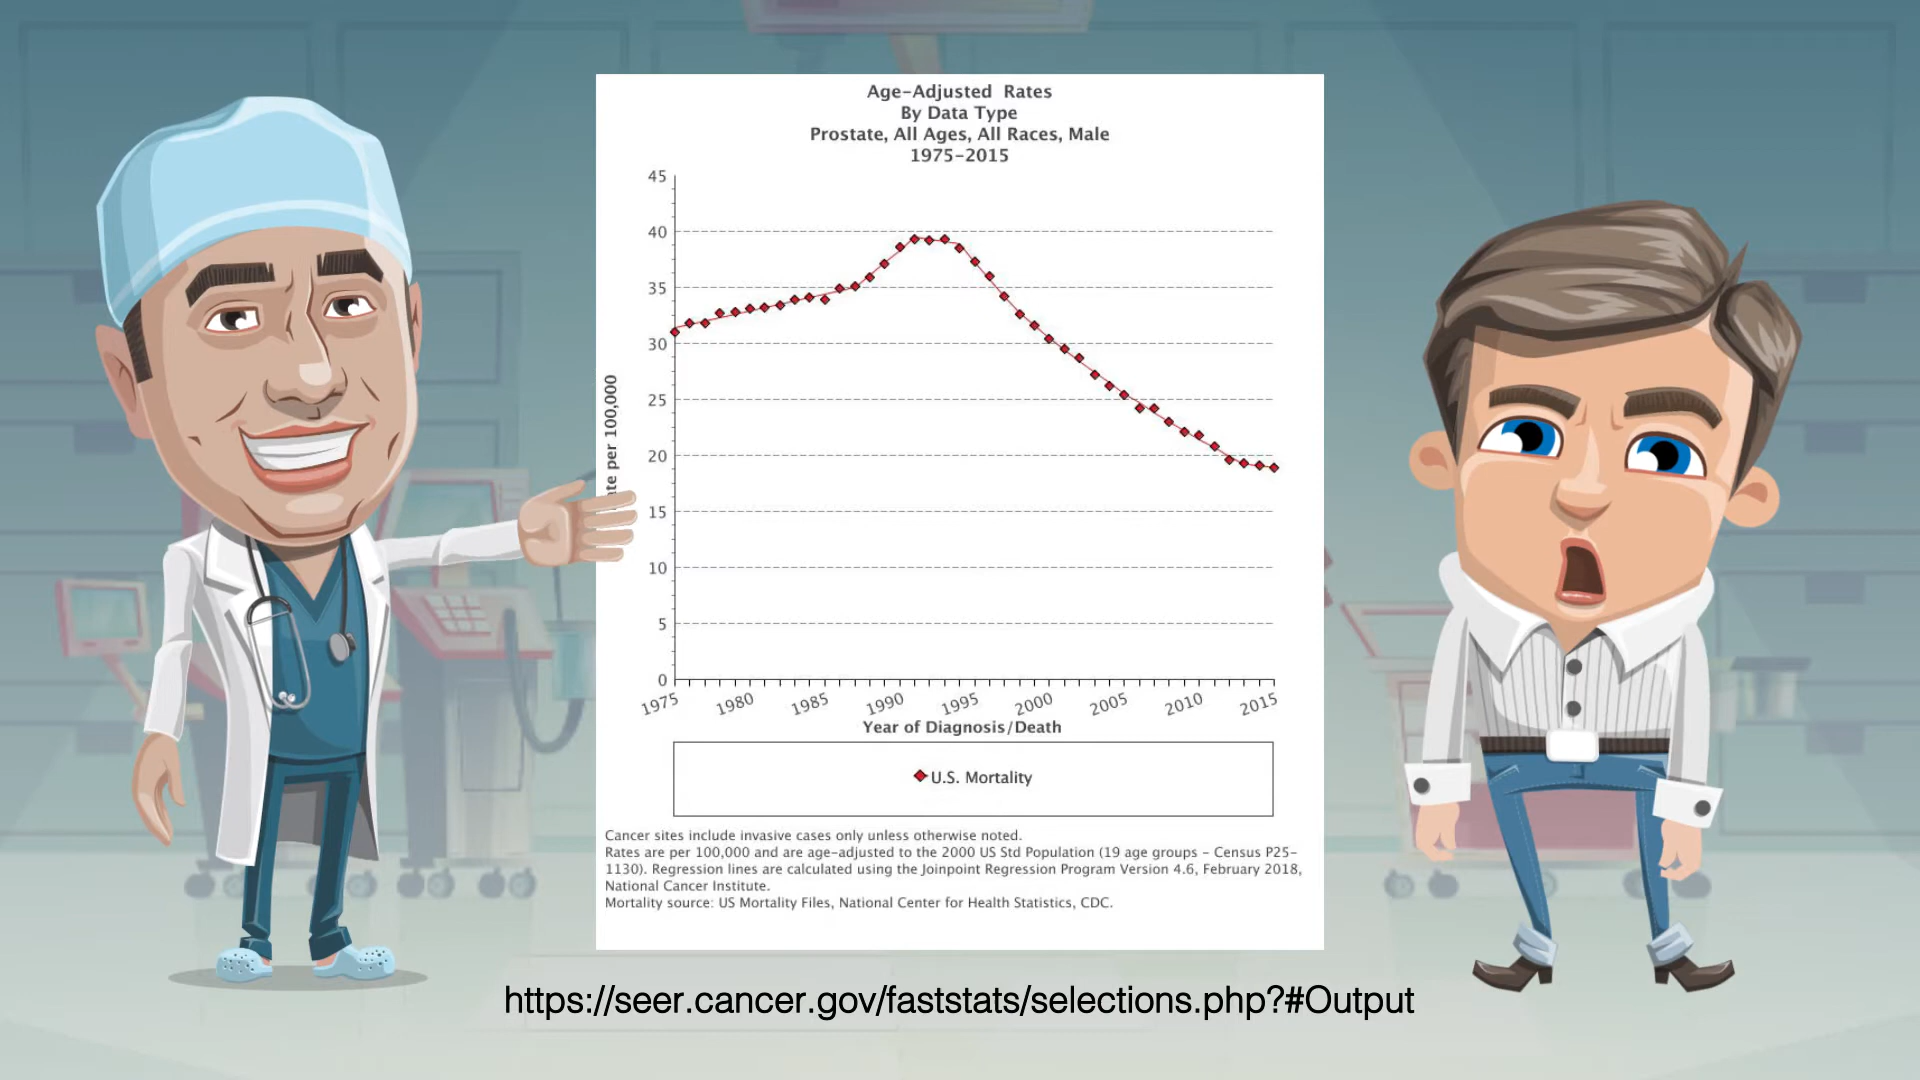 Age-Adjusted Rates
By Data Type
Prostate, All Ages, All Races, Male
1975-2015
45
40
35
30
25
20
15
10
5
0
per 100,000
1975 1980 1985 1990 1995 2000 2005 2010 2015
Year of Diagnosis/Death
U.S. Mortality
Cancer sites include invasive cases only unless otherwise noted.
Rates are per 100,000 and are age-adjusted to the 2000 US Std Population (19 age groups - Census P25-
1130). Regression lines are calculated using the Joinpoint Regression Program Version 4.6, February 2018,
National Cancer Institute.
Mortality source: US Mortality Files, National Center for Health Statistics, CDC.
https://seer.cancer.gov/faststats/selections.php?#Output